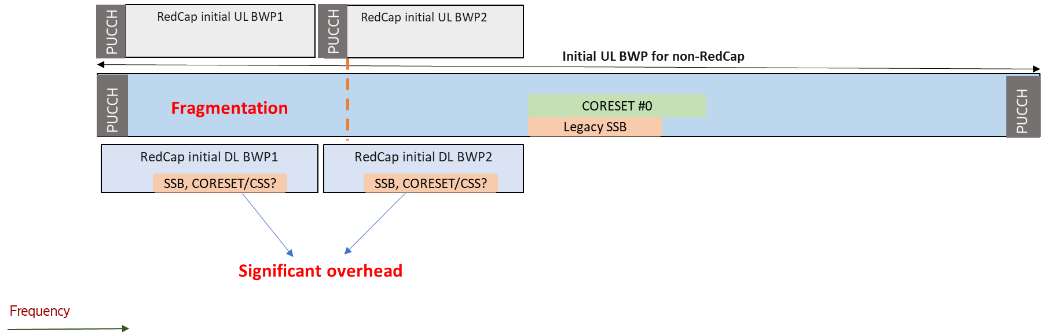 PUCCH
RedCap initial UL BWP1
PUCCH
RedCap initial UL BWP2
Initial UL BWP for non-RedCap
PUCCH
Fragmentation
CORESET #0
Legacy SSB
PUCCH
RedCap initial DL BWP1
SSB, CORESET/CSS?
RedCap initial DL BWP2
SSB, CORESET/CSS?
Significant overhead
Frequency